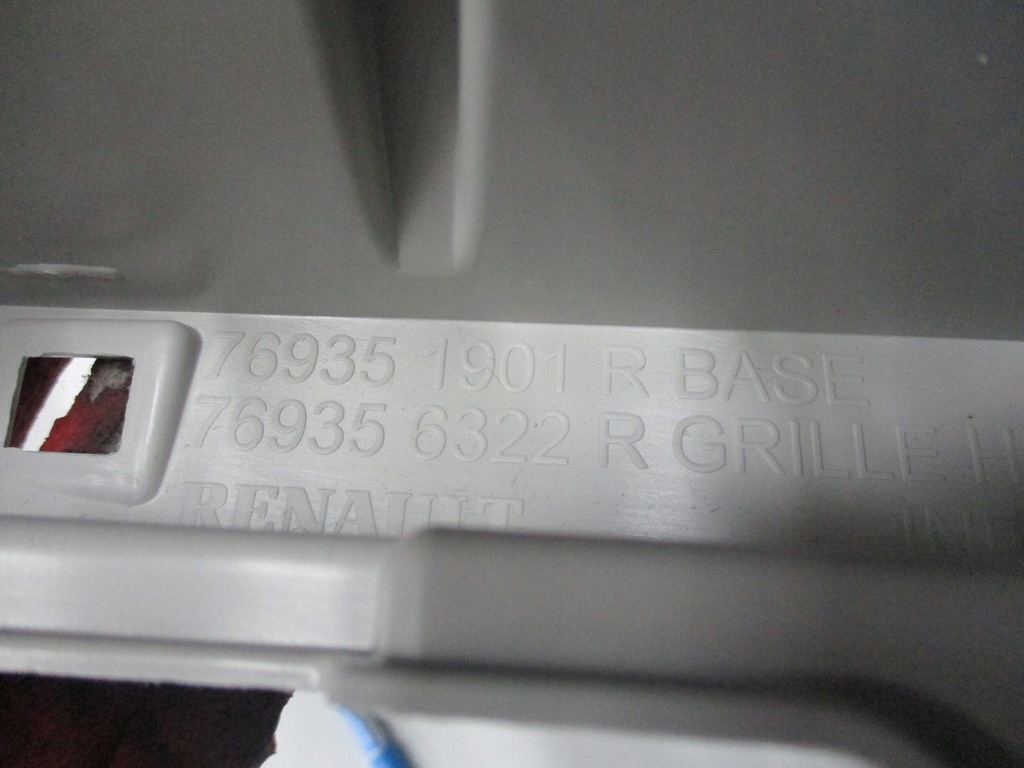 76935 1901 R BASE
76935 6322 R GRILLE H
RENAULT